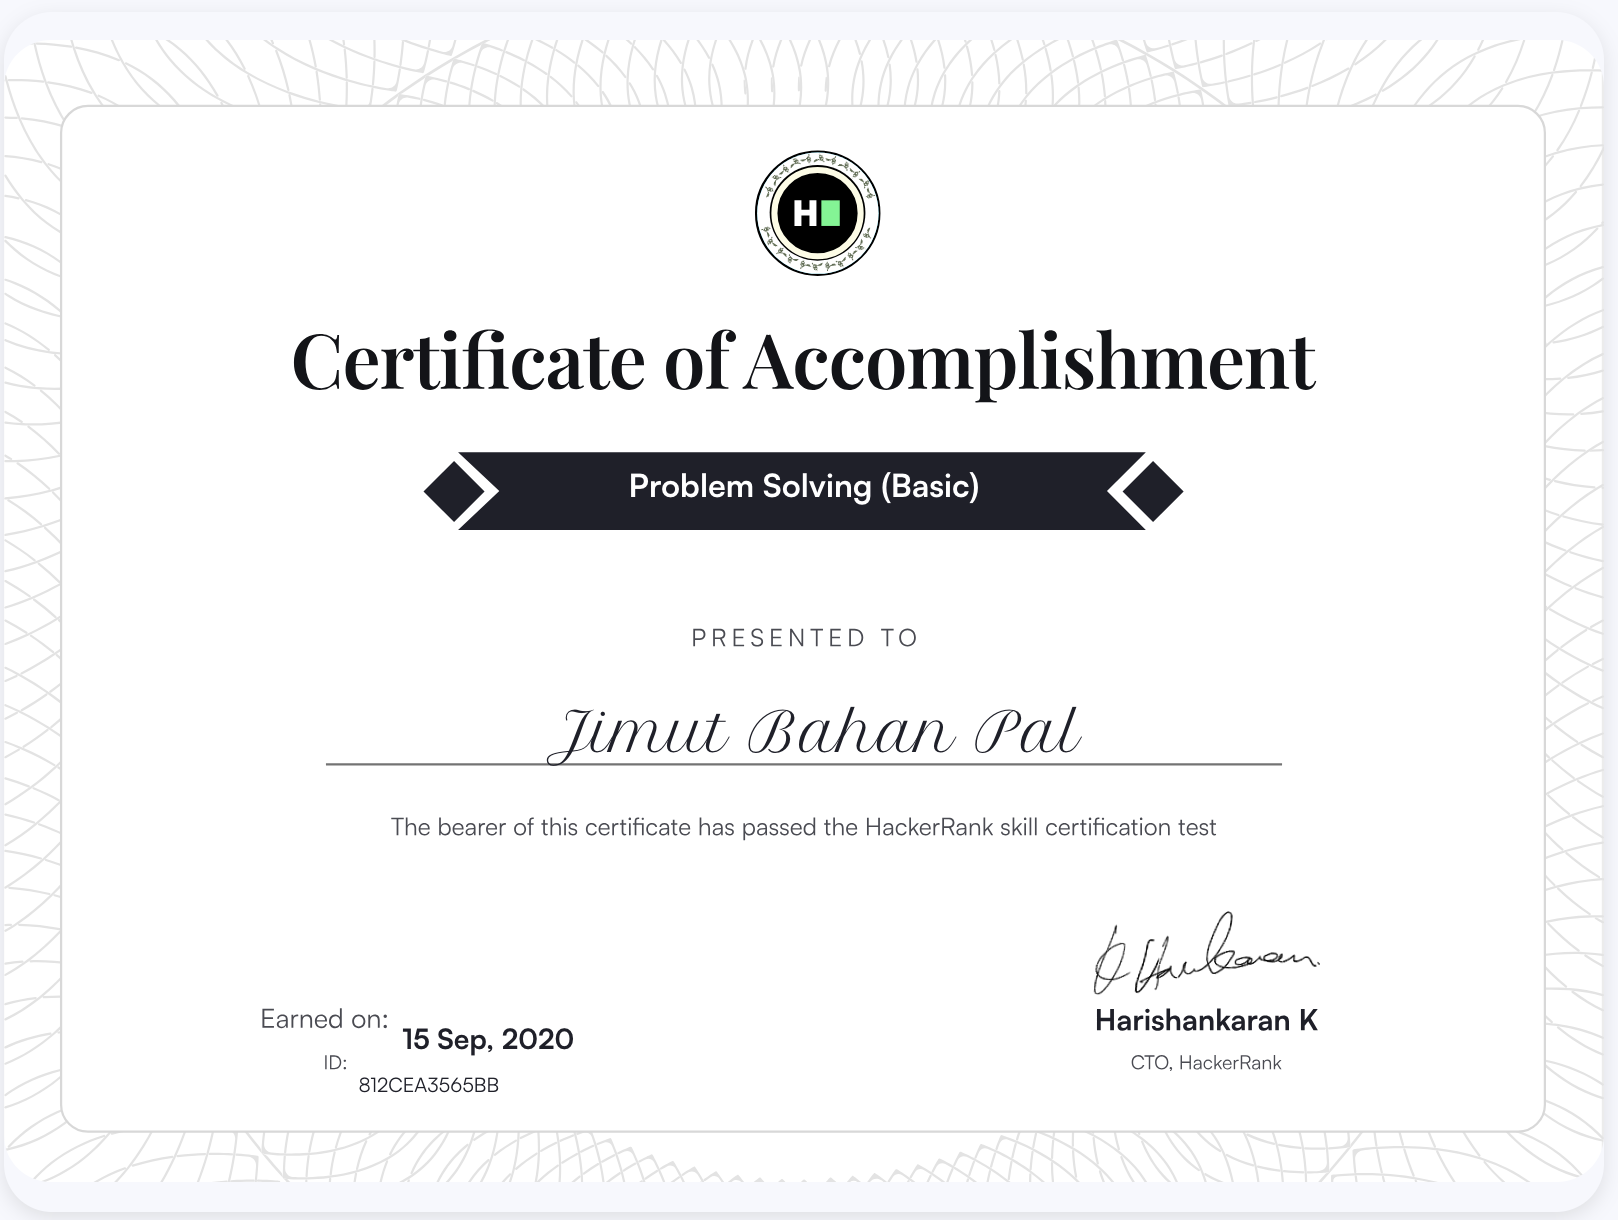 H
Certificate of Accomplishment
Problem Solving (Basic)
PRESENTED TO
Jimut Bahan Pal
The bearer of this certificate has passed the HackerRank skill certification test
Earned on: 15 Sep, 2020
ID: 812CEA3565BB
Harishankaran K
CTO, HackerRank